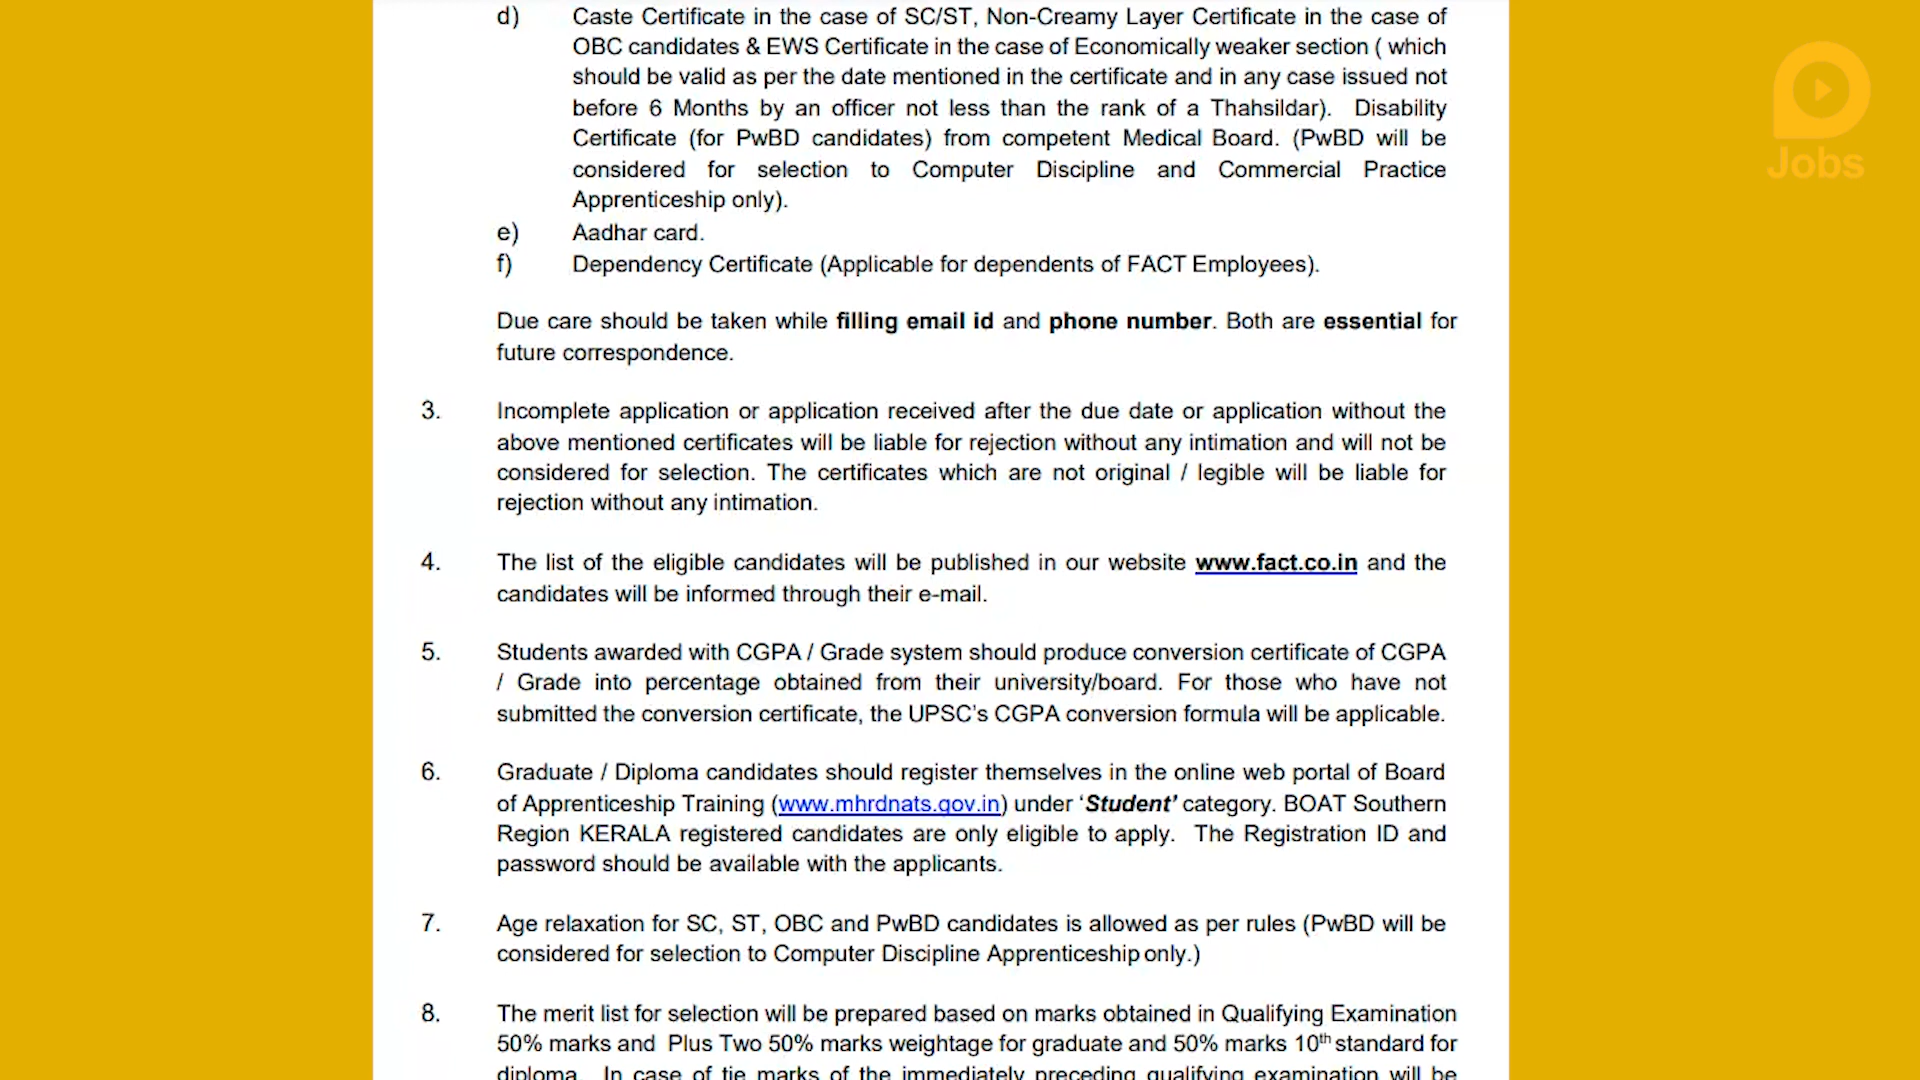 d) Caste Certificate in the case of SC/ST, Non-Creamy Layer Certificate in the case of
OBC candidates & EWS Certificate in the case of Economically weaker section ( which
should be valid as per the date mentioned in the certificate and in any case issued not
before 6 Months by an officer not less than the rank of a Thahsildar). Disability
Certificate (for PwBD candidates) from competent Medical Board. (PwBD will be
considered for selection to Computer Discipline and Commercial Practice
Apprenticeship only).
e) Aadhar card.
f) Dependency Certificate (Applicable for dependents of FACT Employees).
Due care should be taken while filling email id and phone number. Both are essential for
future correspondence.
3. Incomplete application or application received after the due date or application without the
above mentioned certificates will be liable for rejection without any intimation and will not be
considered for selection. The certificates which are not original / legible will be liable for
rejection without any intimation.
4. The list of the eligible candidates will be published in our website www.fact.co.in and the
candidates will be informed through their e-mail.
5. Students awarded with CGPA / Grade system should produce conversion certificate of CGPA
/ Grade into percentage obtained from their university/board. For those who have not
submitted the conversion certificate, the UPSC's CGPA conversion formula will be applicable.
6. Graduate / Diploma candidates should register themselves in the online web portal of Board
of Apprenticeship Training (www.mhrdnats.gov.in) under ‘Student’ category. BOAT Southern
Region KERALA registered candidates are only eligible to apply. The Registration ID and
password should be available with the applicants.
7. Age relaxation for SC, ST, OBC and PwBD candidates is allowed as per rules (PwBD will be
considered for selection to Computer Discipline Apprenticeship only.)
8. The merit list for selection will be prepared based on marks obtained in Qualifying Examination
50% marks and Plus Two 50% marks weightage for graduate and 50% marks 10th standard for
diploma. In case of tie marks of the immediately preceding qualifying examination will be
Jobs